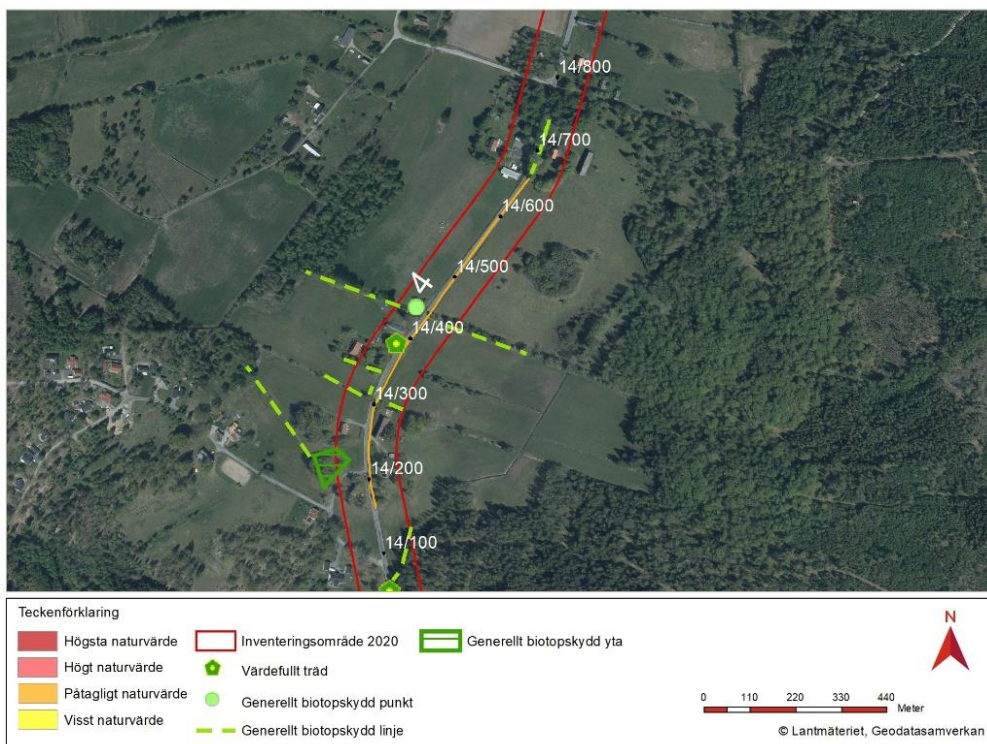 14/800
14/700
14/600
14/500
4
14/400
14/300
14/200
14/100
Teckenförklaring
Högsta naturvärde
Högt naturvärde
Påtagligt naturvärde
Visst naturvärde
Inventeringsområde 2020
Värdefullt träd
Generellt biotopskydd punkt
Generellt biotopskydd linje
Generellt biotopskydd yta
N
0 110 220 330 440
Meter
© Lantmäteriet, Geodatasamverkan